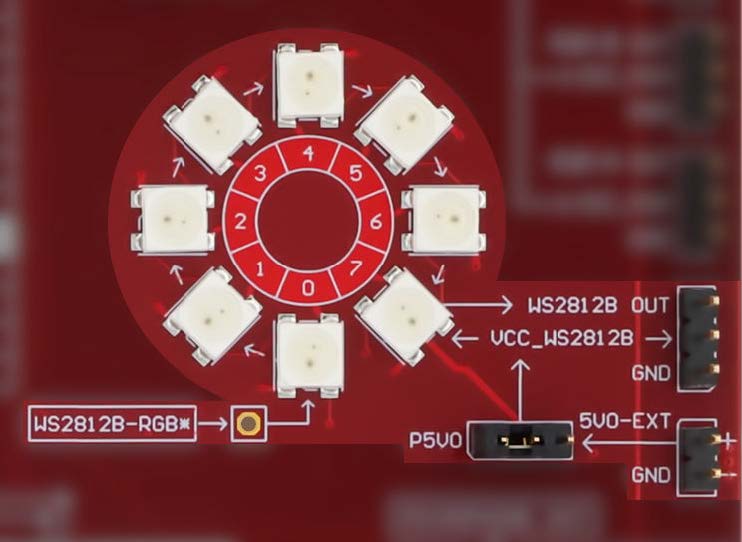 4
3 5
2 6
1 7
0
WS2812B OUT
VCC_WS2812B
GND
WS2812B-RGB*
P5V0
5V0-EXT
+
GND
-